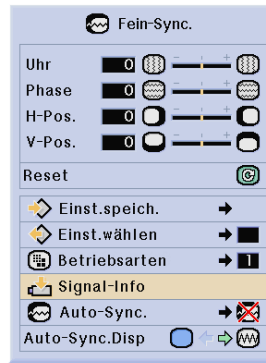 Fein-Sync.
Uhr 0
Phase 0
H-Pos. 0
V-Pos. 0
Reset
Einst.speich.
Einst.wählen
Betriebsarten 1
Signal-Info
Auto-Sync.
Auto-Sync.Disp